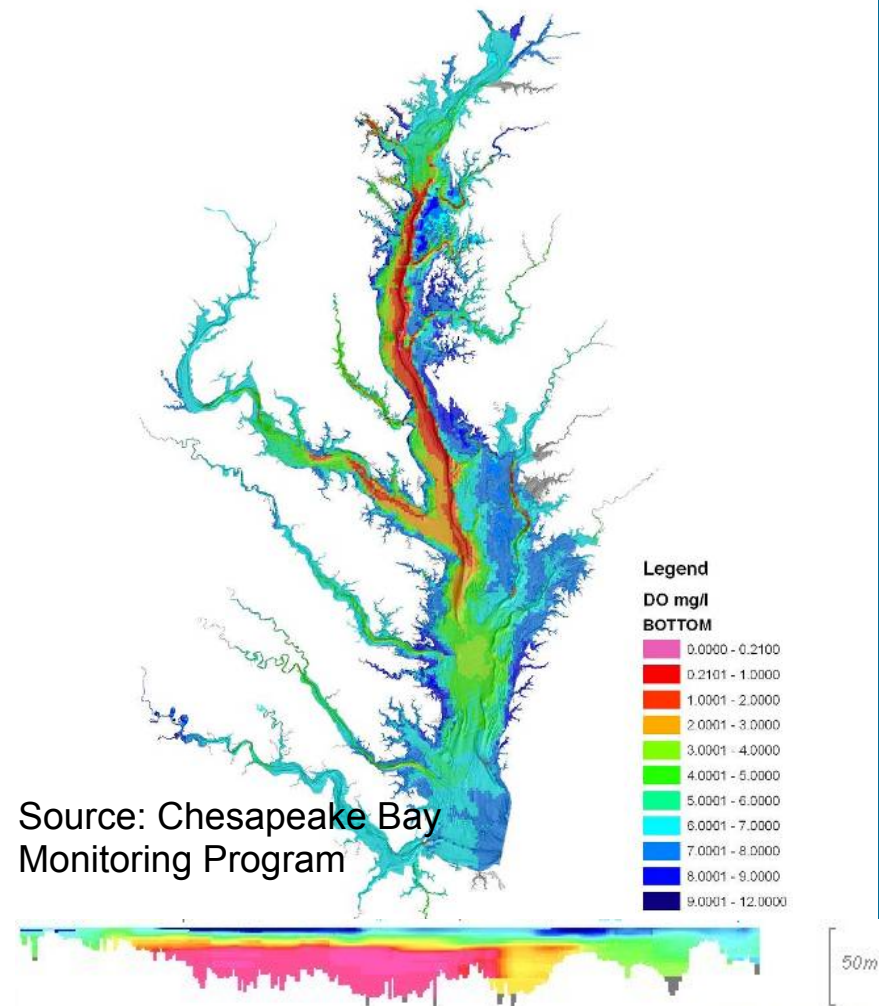 Legend
DO mg/l
BOTTOM
0.0000 - 0.2100
0.2101 - 1.0000
1.0001 - 2.0000
2.0001 - 3.0000
3.0001 - 4.0000
4.0001 - 5.0000
5.0001 - 6.0000
6.0001 - 7.0000
7.0001 - 8.0000
8.0001 - 9.0000
9.0001 - 12.0000
Source: Chesapeake Bay
Monitoring Program
50m